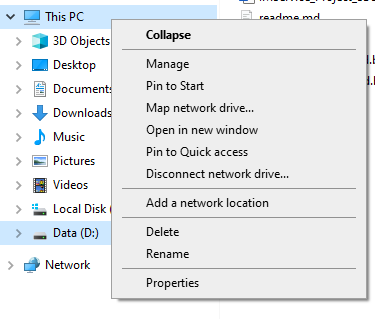 This PC
3D Objects
Desktop
Documents
Downloads
Music
Pictures
Videos
Local Disk (
Data (D:)
Network
Collapse
Manage
Pin to Start
Map network drive...
Open in new window
Pin to Quick access
Disconnect network drive...
Add a network location
Delete
Rename
Properties
readme.md